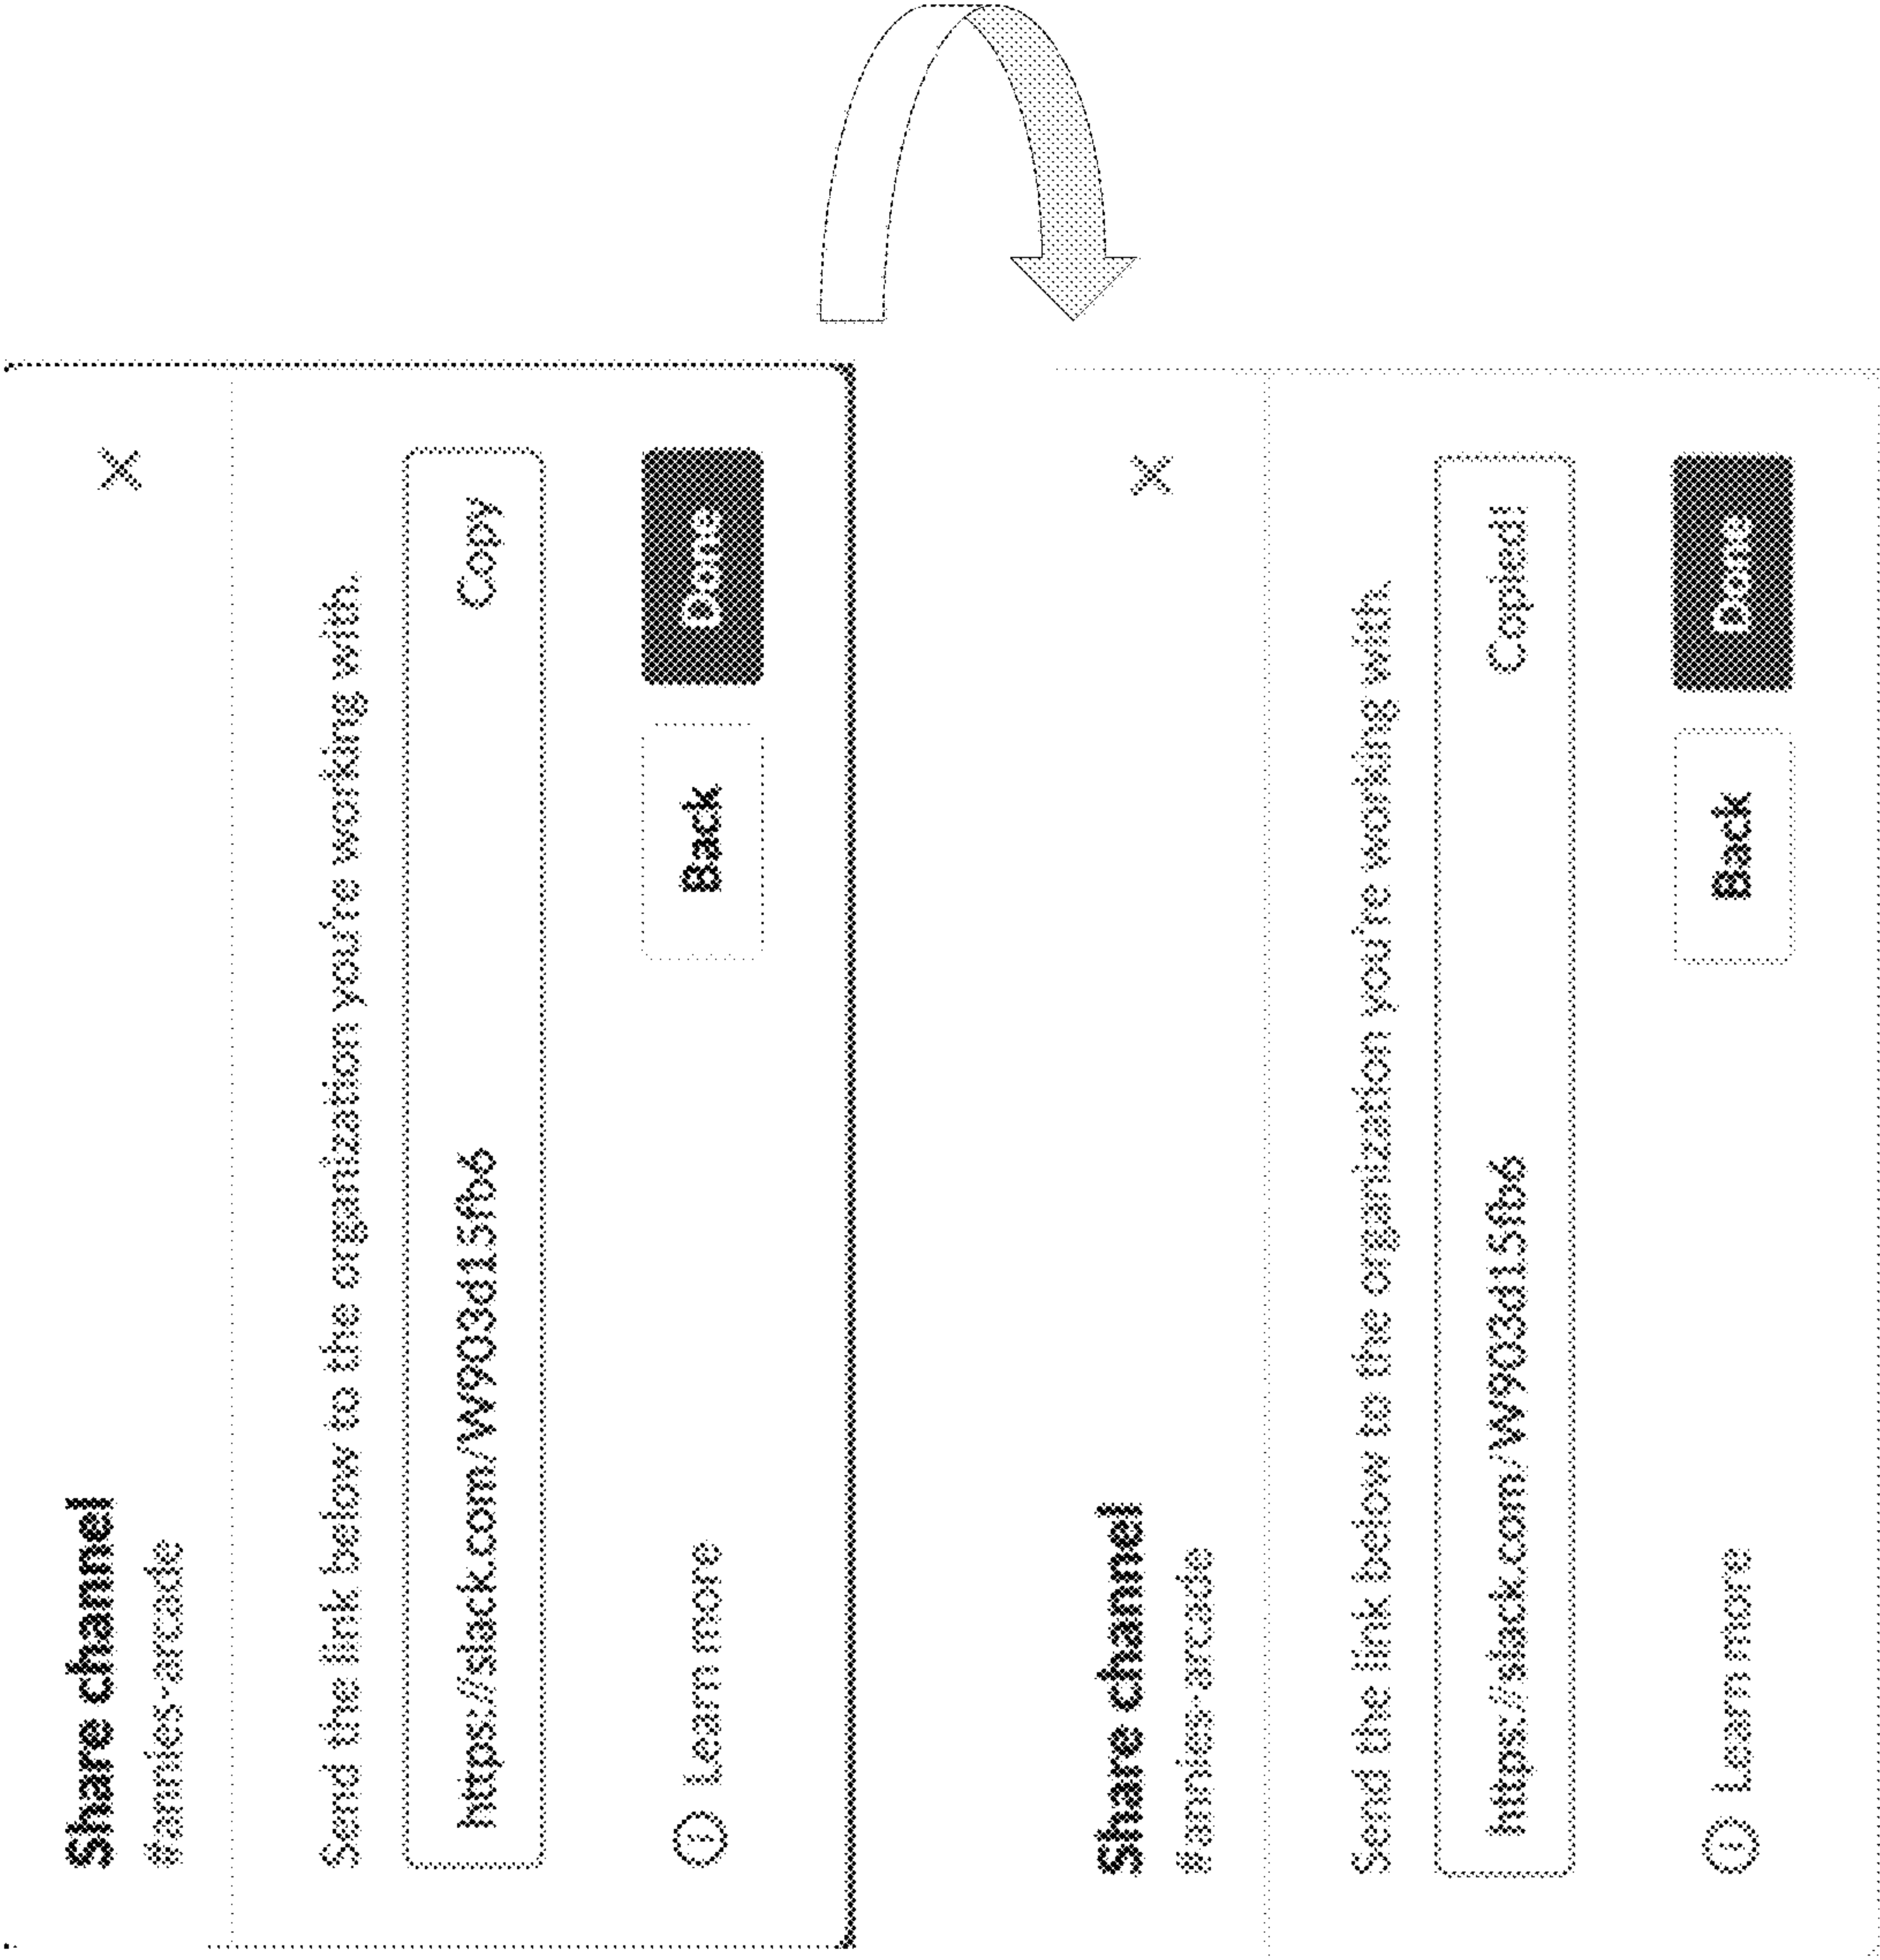 Share channel
#annies-arcade
Send the link below to the organization you're working with.
https://slack.com/W903d15fb6 Copy
Learn more Back Done
Share channel
#annies-arcade
Send the link below to the organization you're working with.
https://slack.com/W903d15fb6 Copied!
Learn more Back Done